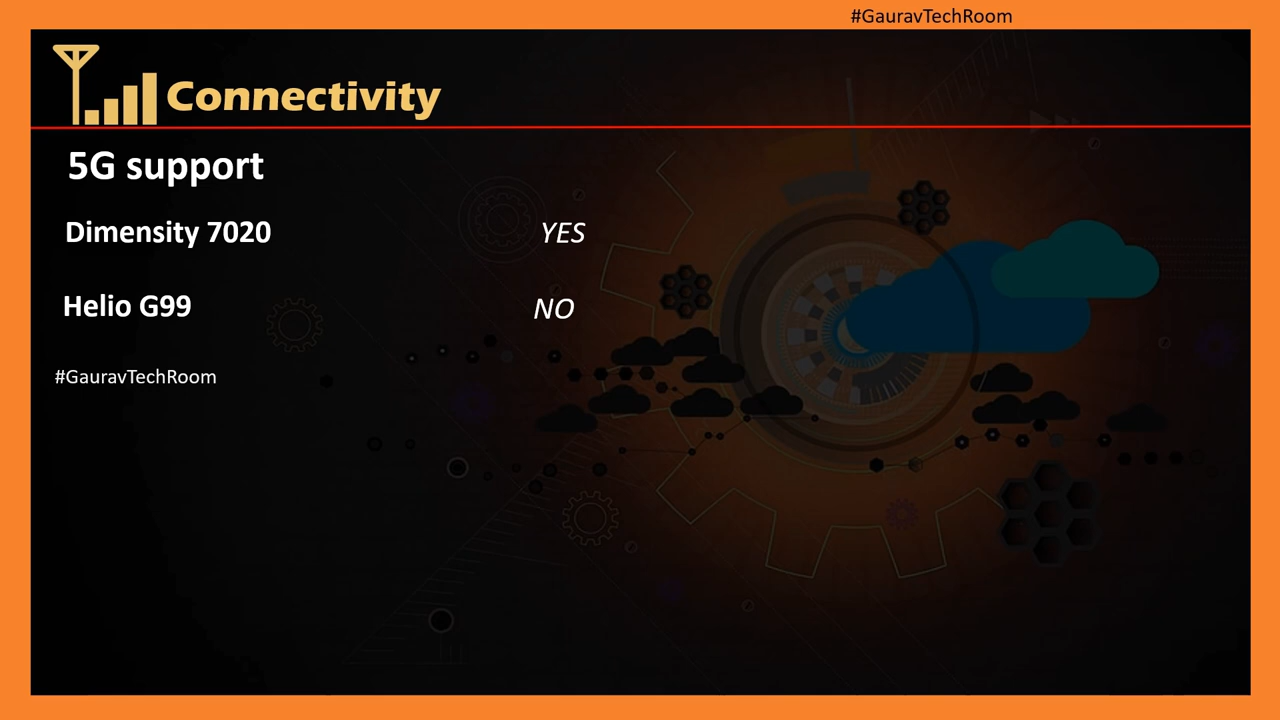 #GauravTechRoom
Connectivity
5G support
Dimensity 7020 YES
Helio G99 NO
#GauravTechRoom